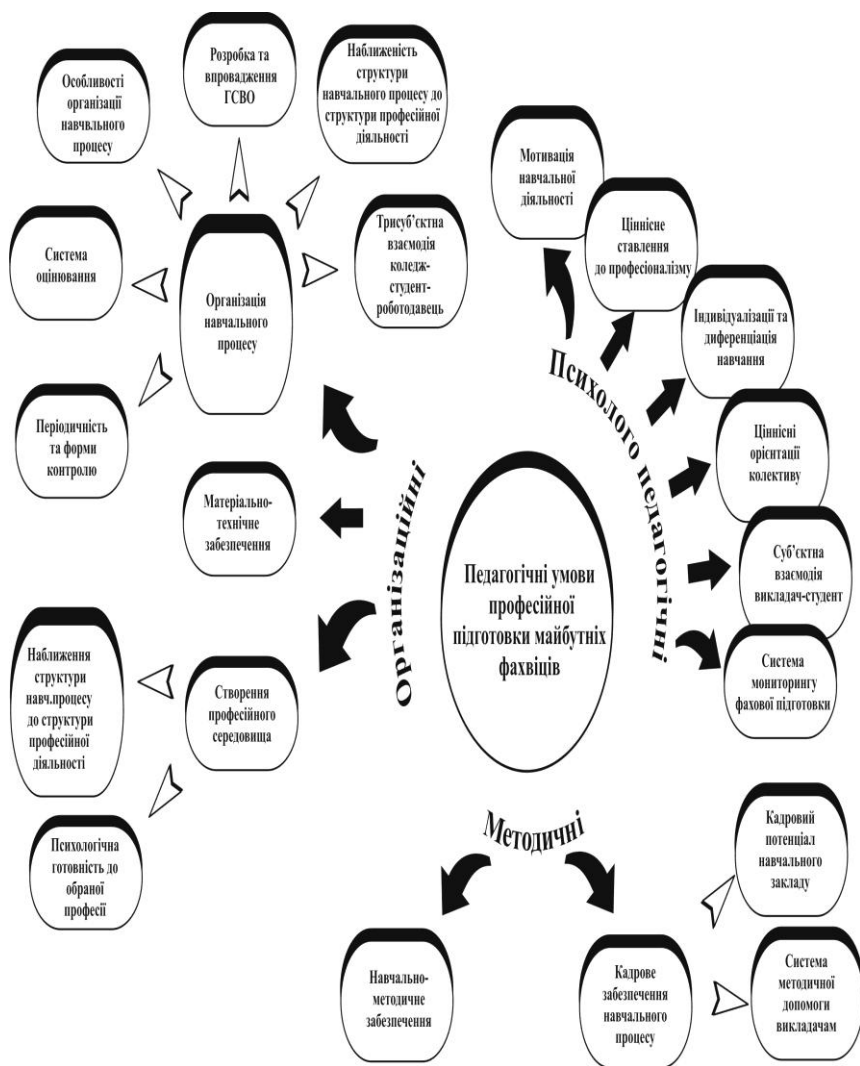 Особливості
організації
навчвльного
процесу
Розробка та
впровадження
ГСВО
Наближеність
структури
навчального процесу до
структури професійної
діяльності
Система
оцінювання
Організація
навчального
процесу
Трисуб'єктна
взаємодія
коледж-
студент-
роботодавець
Періодичність
та форми
контролю
Матеріально-
технічне
забезпечення
Наближення
структури
навч.процесу
до структури
професійної
діяльності
Створення
професійного
середовища
Психологічна
готовність до
обраної
професії
Організаційні
Педагогічні умови
професійної
підготовки майбутніх
фахвіців
Психолого педагогічні
Мотивація
навчальної
діяльності
Ціннісне
ставлення
до професіоналізму
Індивідуалізації та
диференціація
навчання
Ціннісні
орієнтації
колективу
Суб'єктна
взаємодія
викладач-студент
Система
мониторингу
фахової підготовки
Методичні
Навчально-
методичне
забезпечення
Кадрове
забезпечення
навчального
процесу
Кадровий
потенціал
навчального
закладу
Система
методичної
допомоги
викладачам